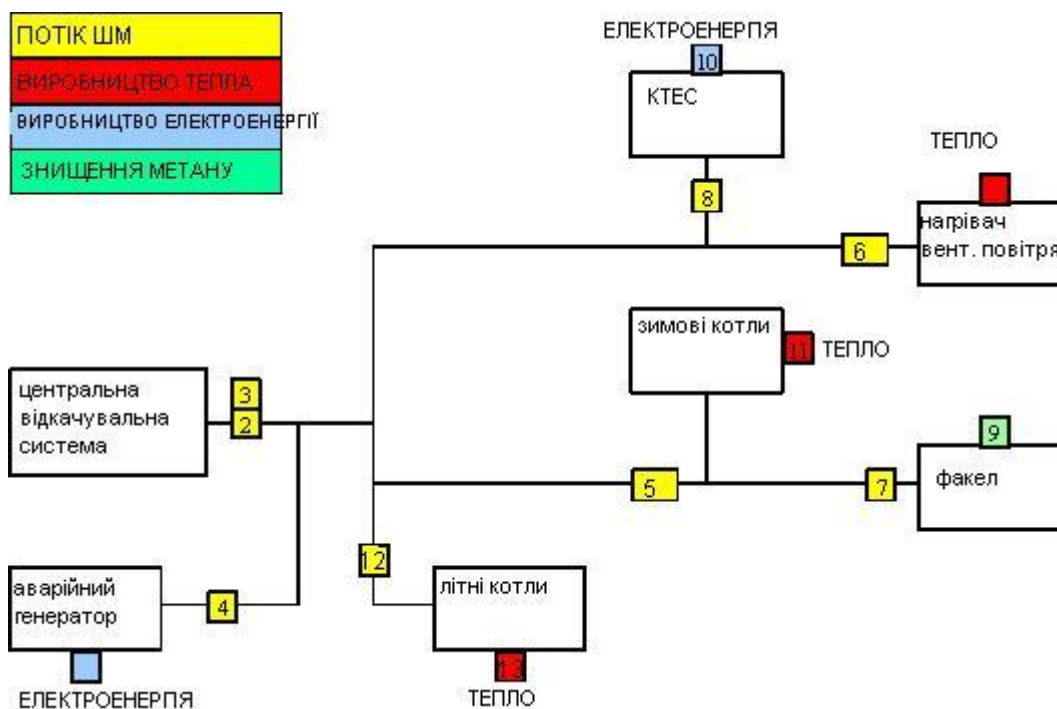 ПОТІК ШМ
ВИРОБНИЦТВО ТЕПЛА
ВИРОБНИЦТВО ЕЛЕКТРОЕНЕРГІЇ
ЗНИЩЕННЯ МЕТАНУ
ЕЛЕКТРОЕНЕРГІЯ
10
КТЕС
8
ТЕПЛО
нагрівач
вент. повітря
6
зимові котли
11
ТЕПЛО
центральна
відкачувальна
система
3
2
5
7
9
факел
12
аварійний
генератор
4
ЕЛЕКТРОЕНЕРГІЯ
літні котли
13
ТЕПЛО